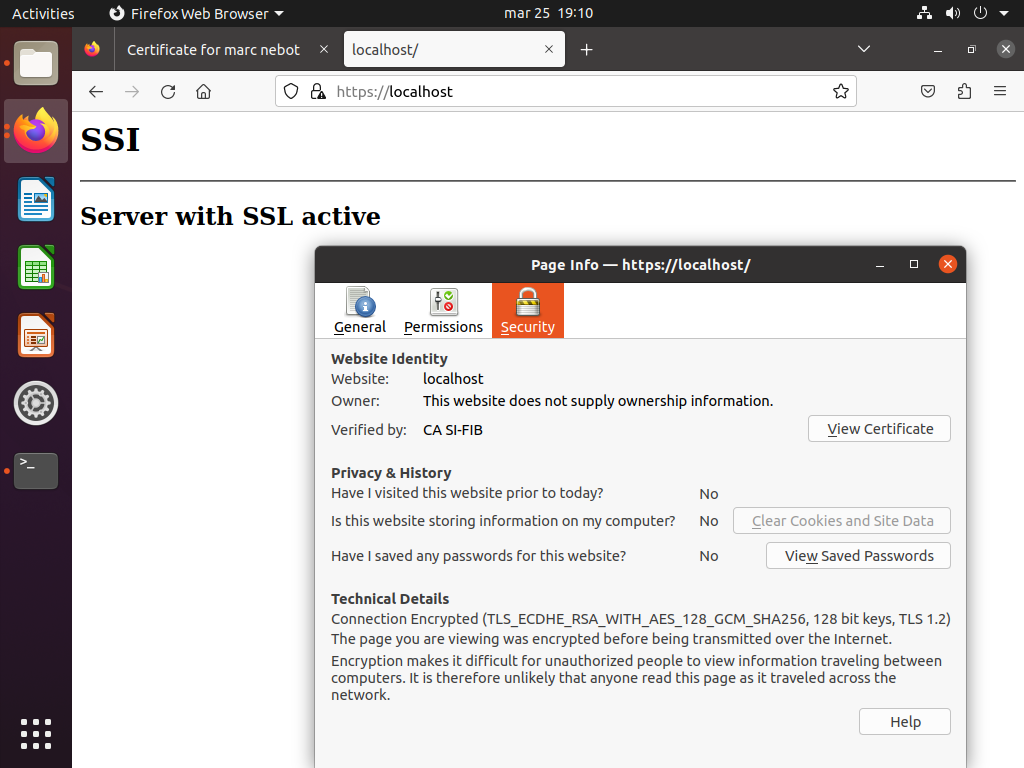 Activities
Firefox Web Browser
mar 25 19:10
Certificate for marc nebot
localhost/
https://localhost
SSI
Server with SSL active
Page Info — https://localhost/
General
Permissions
Security
Website Identity
Website: localhost
Owner: This website does not supply ownership information.
Verified by: CA SI-FIB
View Certificate
Privacy & History
Have I visited this website prior to today? No
Is this website storing information on my computer? No
Clear Cookies and Site Data
Have I saved any passwords for this website? No
View Saved Passwords
Technical Details
Connection Encrypted (TLS_ECDHE_RSA_WITH_AES_128_GCM_SHA256, 128 bit keys, TLS 1.2)
The page you are viewing was encrypted before being transmitted over the Internet.
Encryption makes it difficult for unauthorized people to view information traveling between
computers. It is therefore unlikely that anyone read this page as it traveled across the
network.
Help